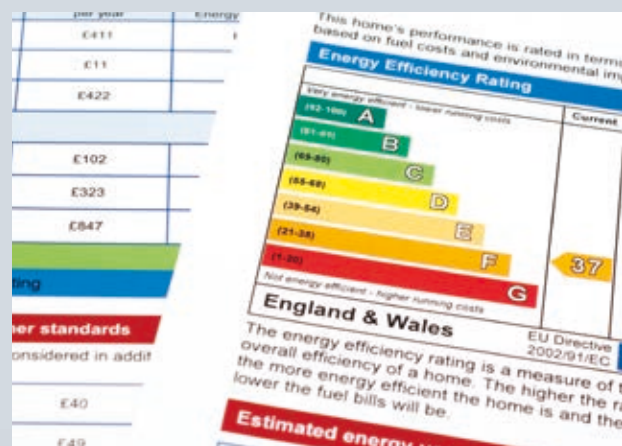 per year
Energy
£411
£11
£422
£102
£323
£847
ting
her standards
onsidered in addit
£40
£49
This home's performance is rated in terms
based on fuel costs and environmental imp
Energy Efficiency Rating
Current
Very energy efficient - lower running costs
(92-100) A
(81-91) B
(69-80) C
(55-68) D
(39-54) E
(21-38) F
37
(1-20) G
Not energy efficient - higher running costs
England & Wales
EU Directive
2002/91/EC
The energy efficiency rating is a measure of t
overall efficiency of a home. The higher the ra
the more energy efficient the home is and the
lower the fuel bills will be.
Estimated energy